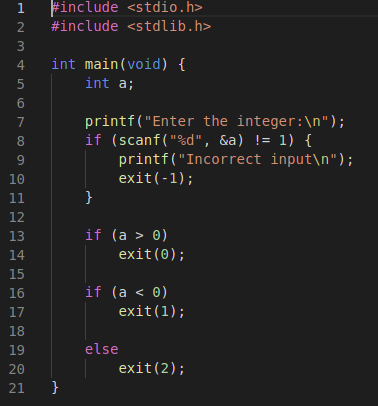 1 #include <stdio.h>
2 #include <stdlib.h>
3
4 int main(void) {
5     int a;
6
7     printf("Enter the integer:\n");
8     if (scanf("%d", &a) != 1) {
9         printf("Incorrect input\n");
10         exit(-1);
11     }
12
13     if (a > 0)
14         exit(0);
15
16     if (a < 0)
17         exit(1);
18
19     else
20         exit(2);
21 }